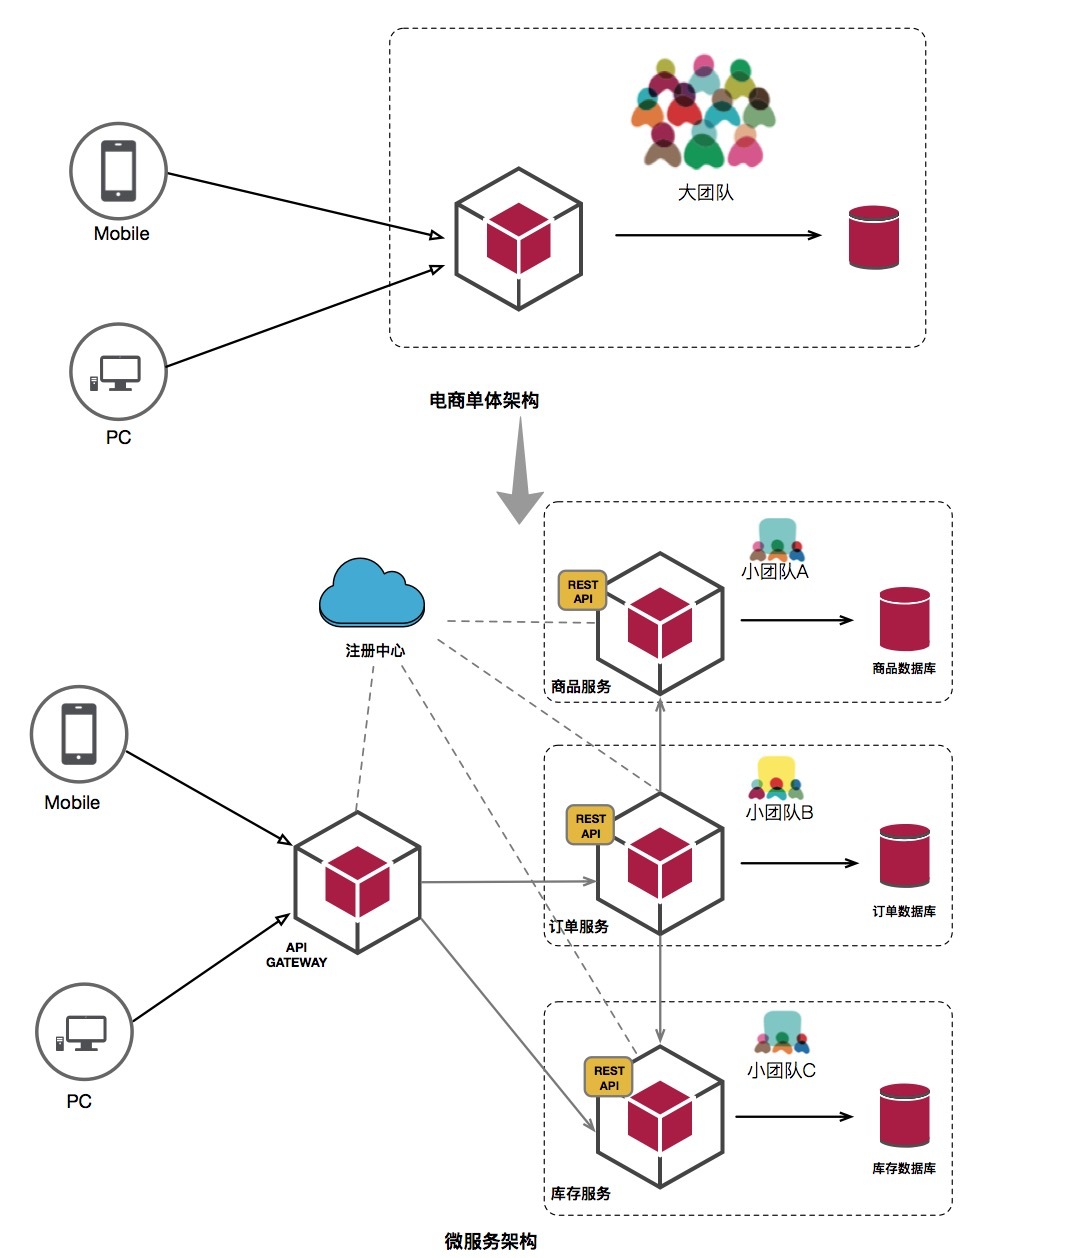 大团队
Mobile
PC
电商单体架构
小团队A
REST
API
注册中心
商品数据库
商品服务
小团队B
Mobile
REST
API
订单数据库
订单服务
API
GATEWAY
小团队C
REST
API
PC
库存数据库
库存服务
微服务架构